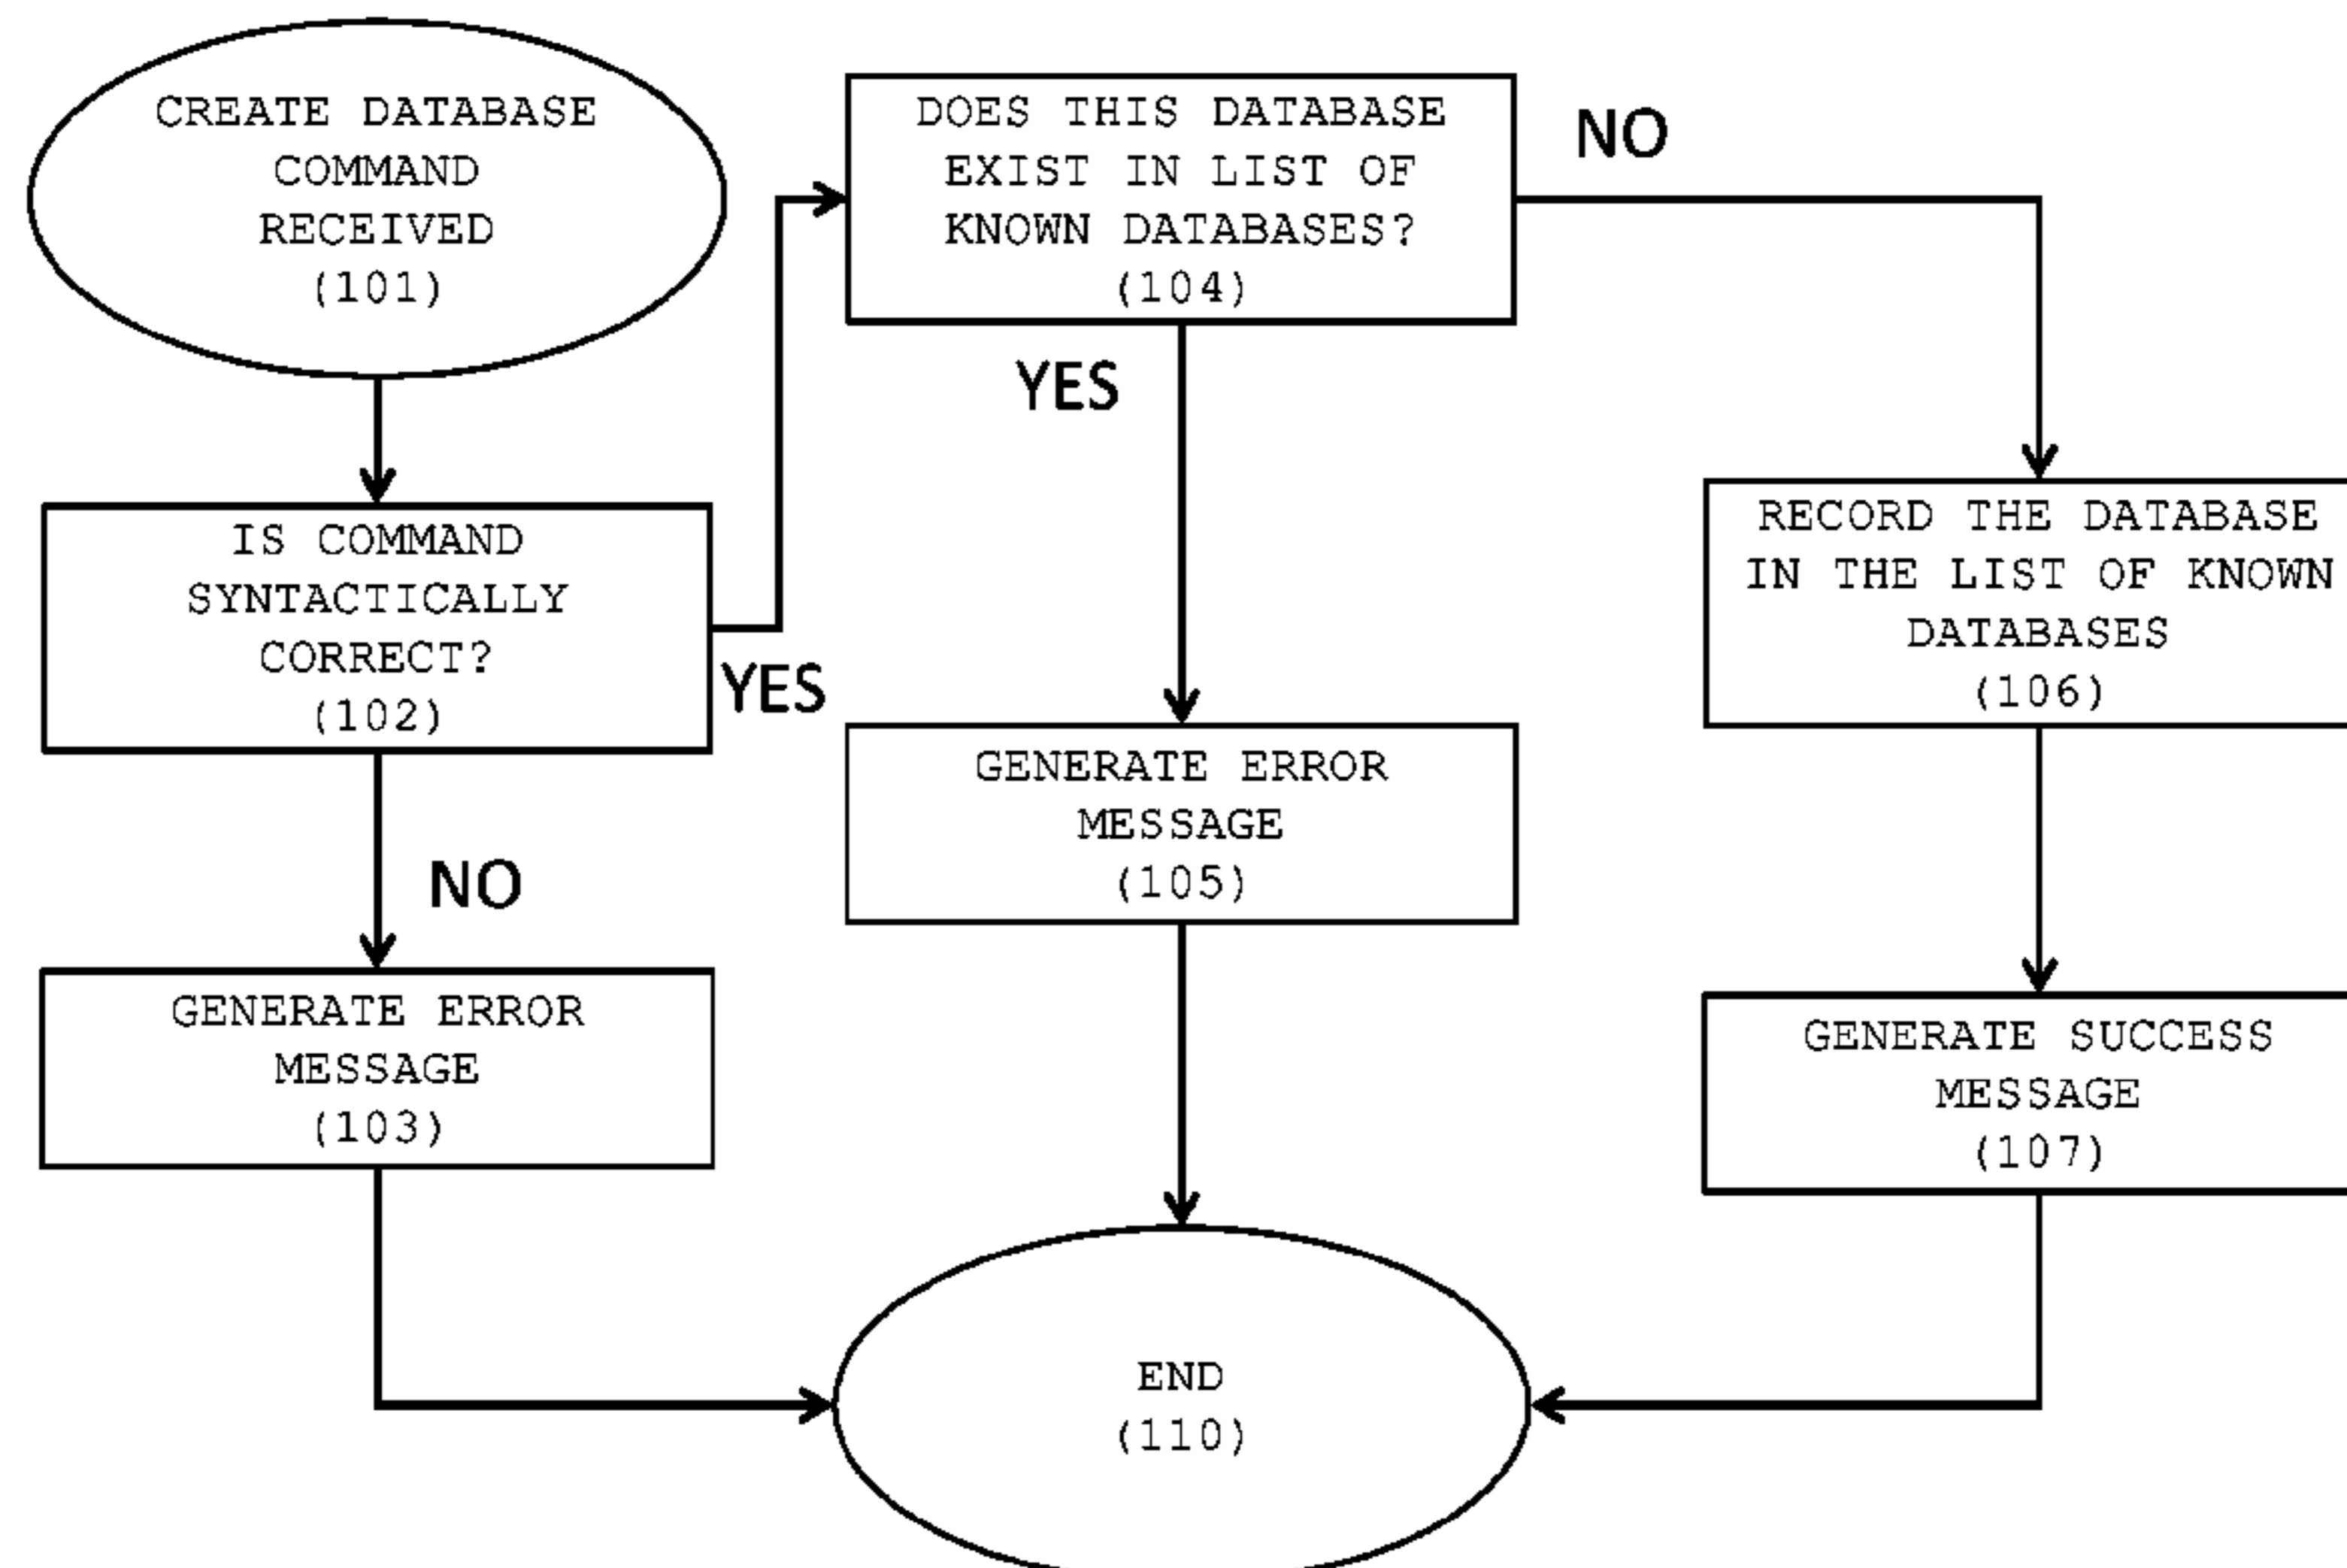 CREATE DATABASE
COMMAND
RECEIVED
(101)
IS COMMAND
SYNTACTICALLY
CORRECT?
(102)
YES
NO
GENERATE ERROR
MESSAGE
(103)
DOES THIS DATABASE
EXIST IN LIST OF
KNOWN DATABASES?
(104)
NO
YES
GENERATE ERROR
MESSAGE
(105)
RECORD THE DATABASE
IN THE LIST OF KNOWN
DATABASES
(106)
GENERATE SUCCESS
MESSAGE
(107)
END
(110)